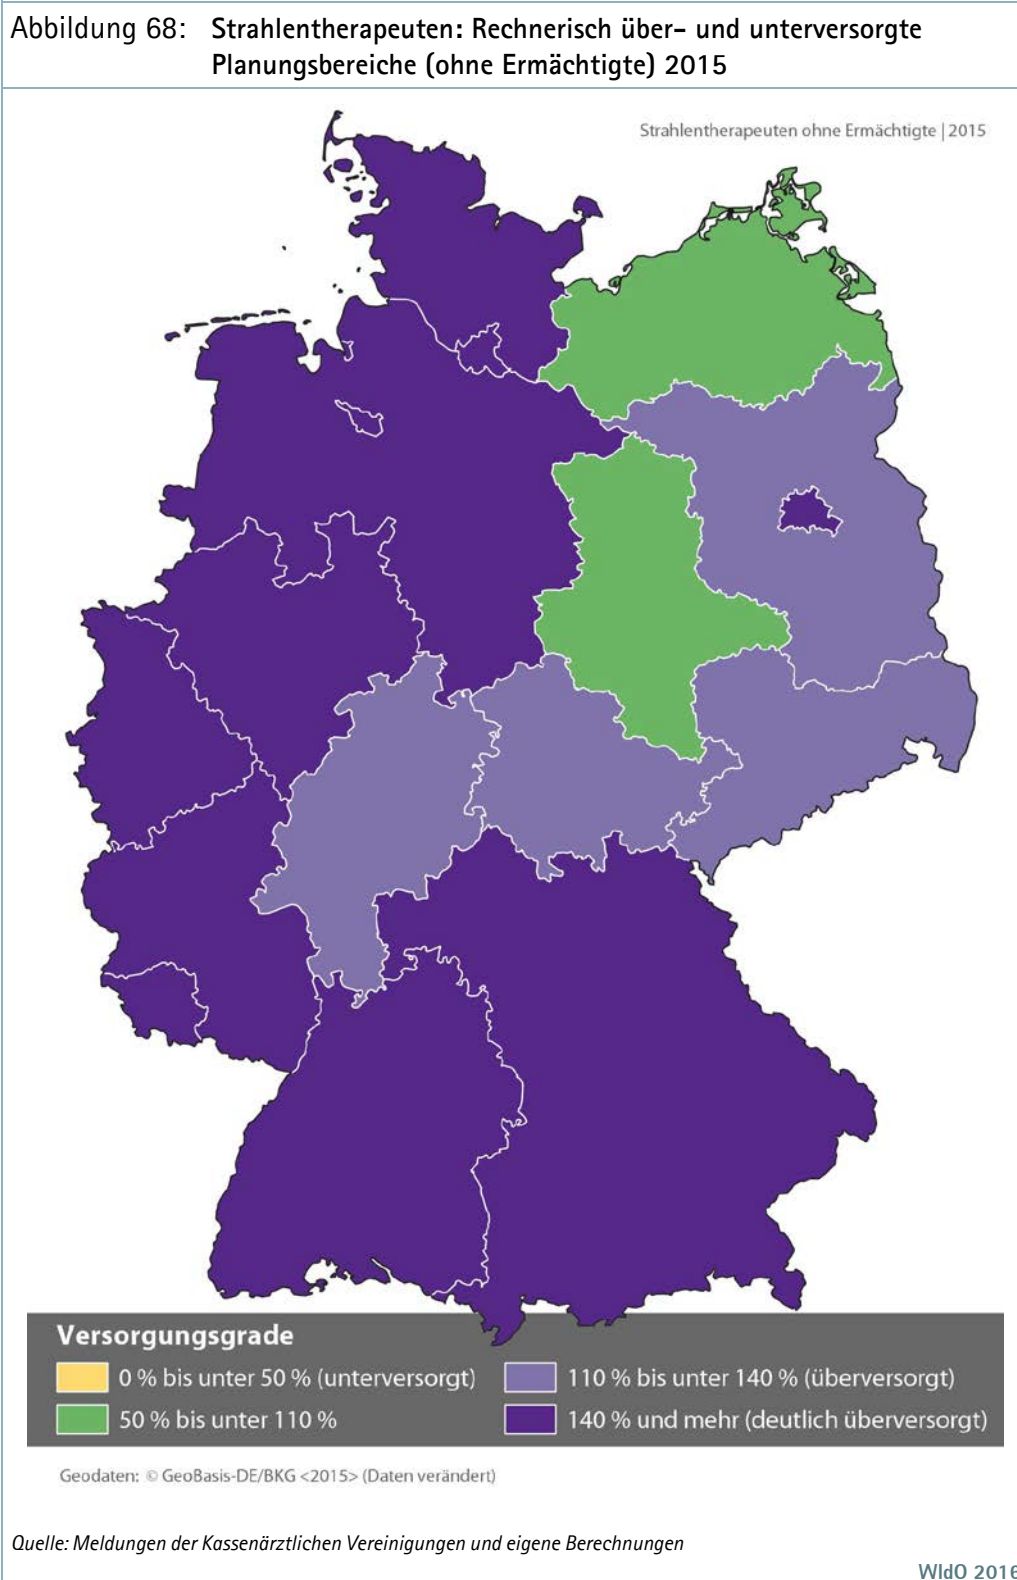 Abbildung 68: Strahlentherapeuten: Rechnerisch über- und unterversorgte
Planungsbereiche (ohne Ermächtigte) 2015
Strahlentherapeuten ohne Ermächtigte | 2015
Versorgungsgrade
0 % bis unter 50 % (unterversorgt)
110 % bis unter 140 % (überversorgt)
50 % bis unter 110 %
140 % und mehr (deutlich überversorgt)
Geodaten: © GeoBasis-DE/BKG <2015> (Daten verändert)
Quelle: Meldungen der Kassenärztlichen Vereinigungen und eigene Berechnungen
WIdO 2016